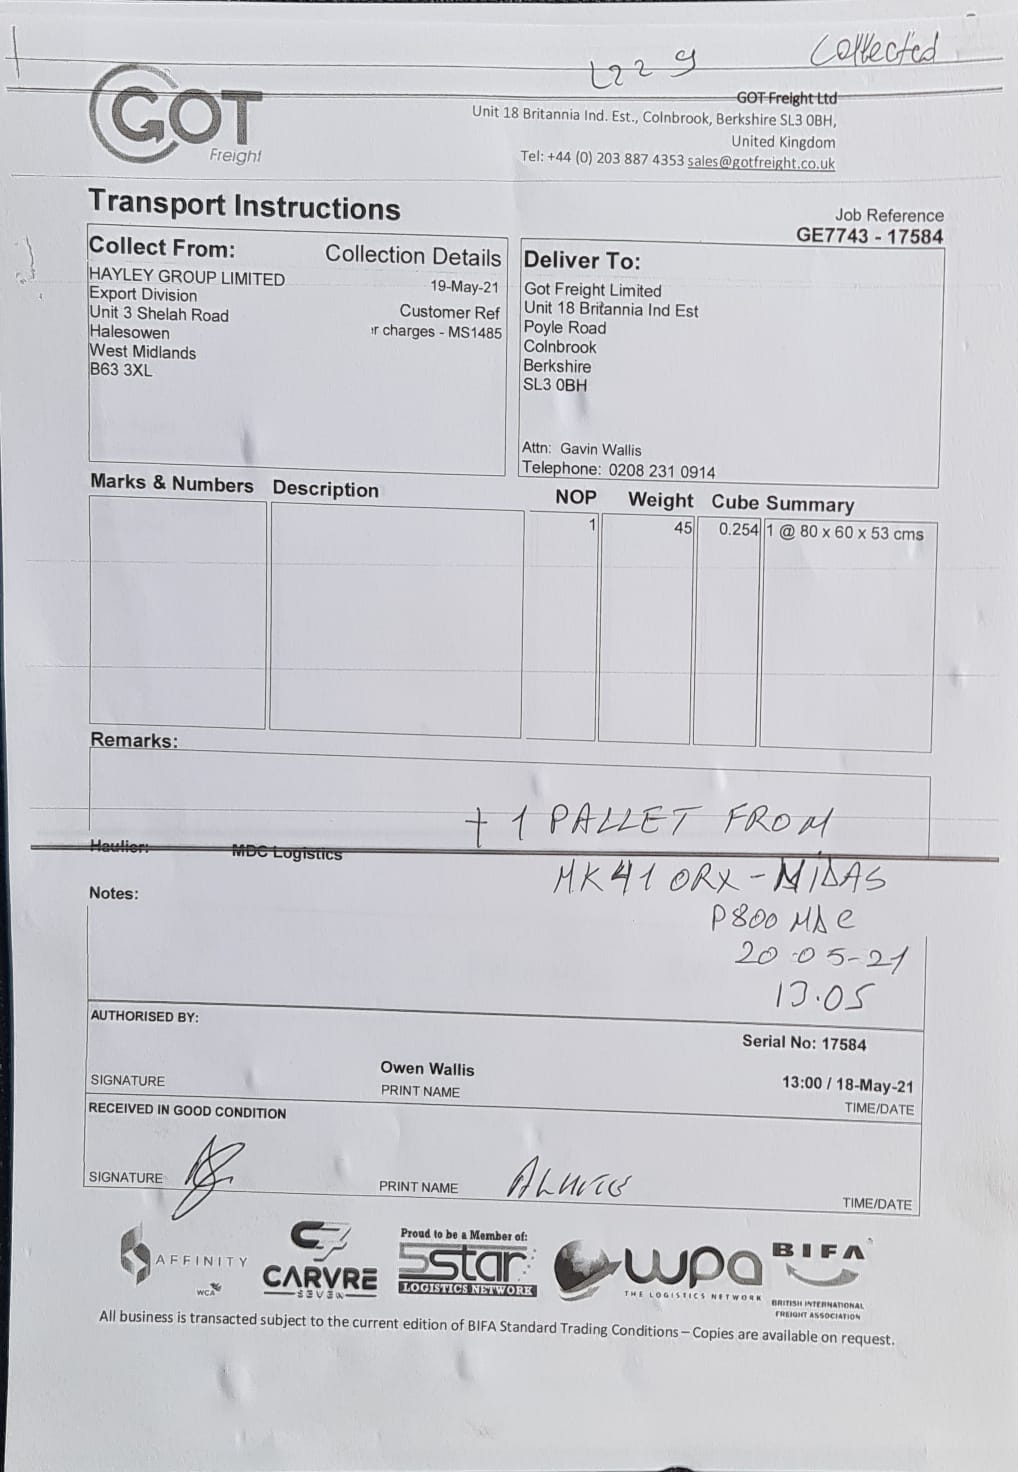 L229 Collected
GOT
Freight
GOT Freight Ltd
Unit 18 Britannia Ind. Est., Colnbrook, Berkshire SL3 0BH,
United Kingdom
Tel: +44 (0) 203 887 4353 sales@gotfreight.co.uk
Transport Instructions
Job Reference
GE7743 - 17584
Collect From: Collection Details
HAYLEY GROUP LIMITED
Export Division
Unit 3 Shelah Road
Halesowen
West Midlands
B63 3XL
19-May-21
Customer Ref
ır charges - MS1485
Deliver To:
Got Freight Limited
Unit 18 Britannia Ind Est
Poyle Road
Colnbrook
Berkshire
SL3 0BH
Attn: Gavin Wallis
Telephone: 0208 231 0914
Marks & Numbers Description NOP Weight Cube Summary
1 45 0.254 1 @ 80 x 60 x 53 cms
Remarks:
+ 1 PALLET FROM
Haulier: MDC Logistics
MK41 0RX - MIDAS
P800 MDC
20-05-21
13.05
Notes:
AUTHORISED BY:
Serial No: 17584
Owen Wallis
SIGNATURE PRINT NAME
13:00 / 18-May-21
TIME/DATE
RECEIVED IN GOOD CONDITION
SIGNATURE PRINT NAME
TIME/DATE
AFFINITY
WCA
CARVRE
S3V3N
Proud to be a Member of:
5star
LOGISTICS NETWORK
wpa
THE LOGISTICS NETWORK
BIFA
BRITISH INTERNATIONAL
FREIGHT ASSOCIATION
All business is transacted subject to the current edition of BIFA Standard Trading Conditions – Copies are available on request.